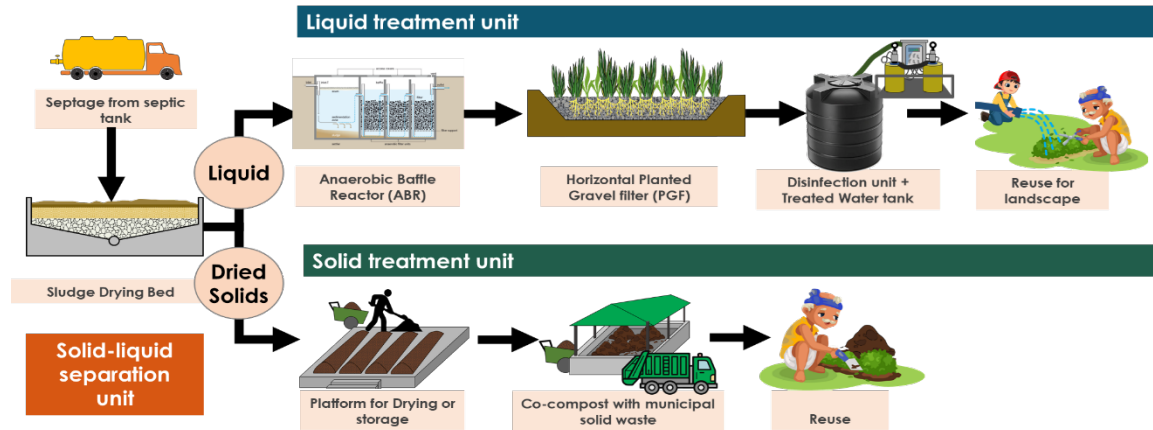 Liquid treatment unit
Septage from septic
tank
Liquid
Anaerobic Baffle
Reactor (ABR)
Horizontal Planted
Gravel filter (PGF)
Disinfection unit +
Treated Water tank
Reuse for
landscape
Solid treatment unit
Dried
Solids
Sludge Drying Bed
Solid-liquid
separation
unit
Platform for Drying or
storage
Co-compost with municipal
solid waste
Reuse